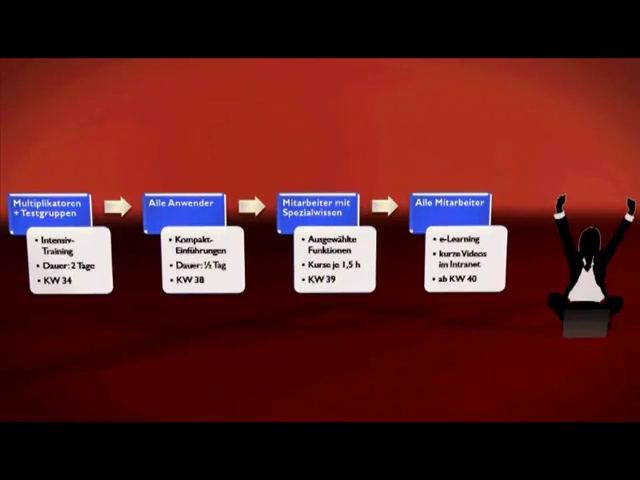 Multiplikatoren
+ Testgruppen
• Intensiv-
Training
• Dauer: 2 Tage
• KW 34
Alle Anwender
• Kompakt-
Einführungen
• Dauer: ½ Tag
• KW 38
Mitarbeiter mit
Spezialwissen
• Ausgewählte
Funktionen
• Kurse je 1,5 h
• KW 39
Alle Mitarbeiter
• e-Learning
• kurze Videos
im Intranet
• ab KW 40